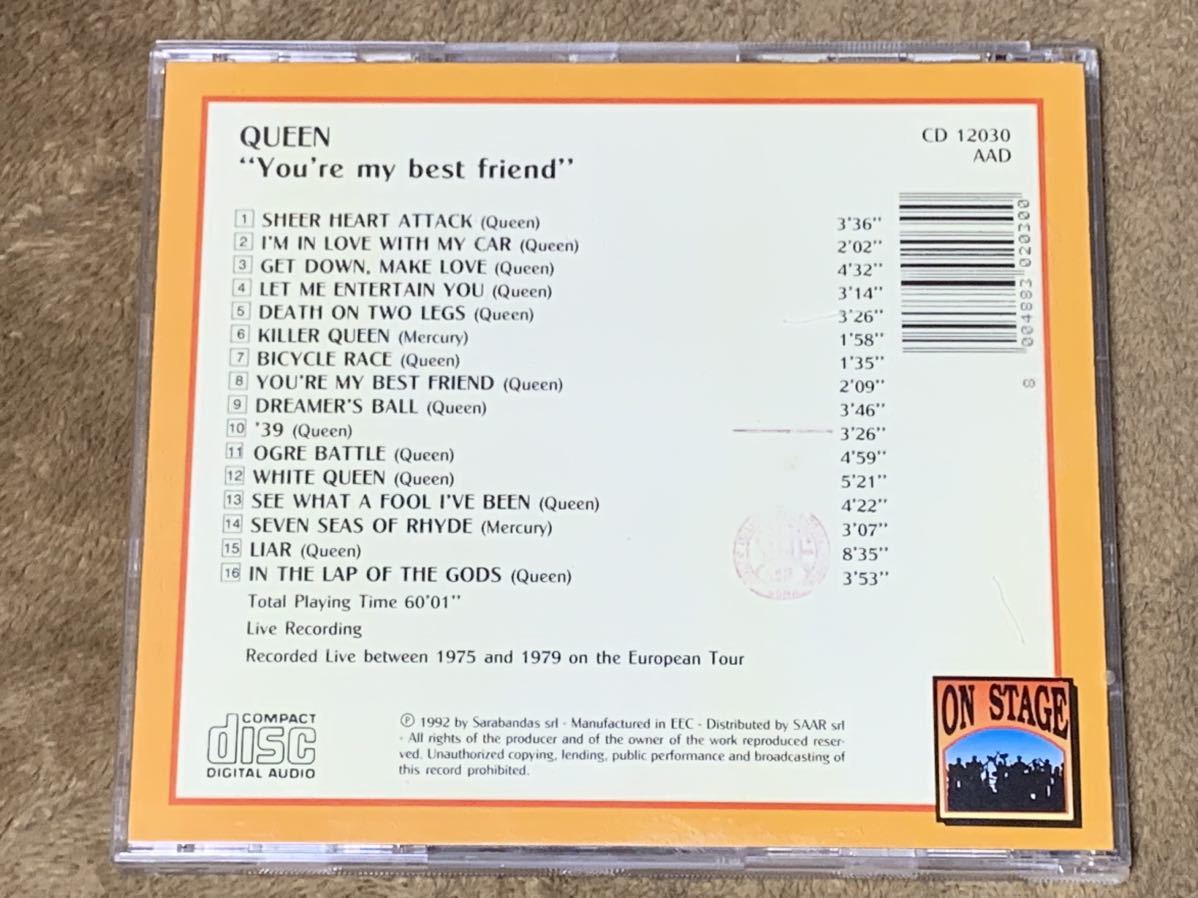 QUEEN
"You're my best friend"
CD 12030
AAD
1 SHEER HEART ATTACK (Queen) 3'36"
2 I'M IN LOVE WITH MY CAR (Queen) 2'02"
3 GET DOWN, MAKE LOVE (Queen) 4'32"
4 LET ME ENTERTAIN YOU (Queen) 3'14"
5 DEATH ON TWO LEGS (Queen) 3'26"
6 KILLER QUEEN (Mercury) 1'58"
7 BICYCLE RACE (Queen) 1'35"
8 YOU'RE MY BEST FRIEND (Queen) 2'09"
9 DREAMER'S BALL (Queen) 3'46"
10 '39 (Queen) 3'26"
11 OGRE BATTLE (Queen) 4'59"
12 WHITE QUEEN (Queen) 5'21"
13 SEE WHAT A FOOL I'VE BEEN (Queen) 4'22"
14 SEVEN SEAS OF RHYDE (Mercury) 3'07"
15 LIAR (Queen) 8'35"
16 IN THE LAP OF THE GODS (Queen) 3'53"
Total Playing Time 60'01"
Live Recording
Recorded Live between 1975 and 1979 on the European Tour
8 004883 020300
COMPACT
disc
DIGITAL AUDIO
℗ 1992 by Sarabandas srl - Manufactured in EEC - Distributed by SAAR srl
- All rights of the producer and of the owner of the work reproduced reser-
ved. Unauthorized copying, lending, public performance and broadcasting of
this record prohibited.
ON STAGE